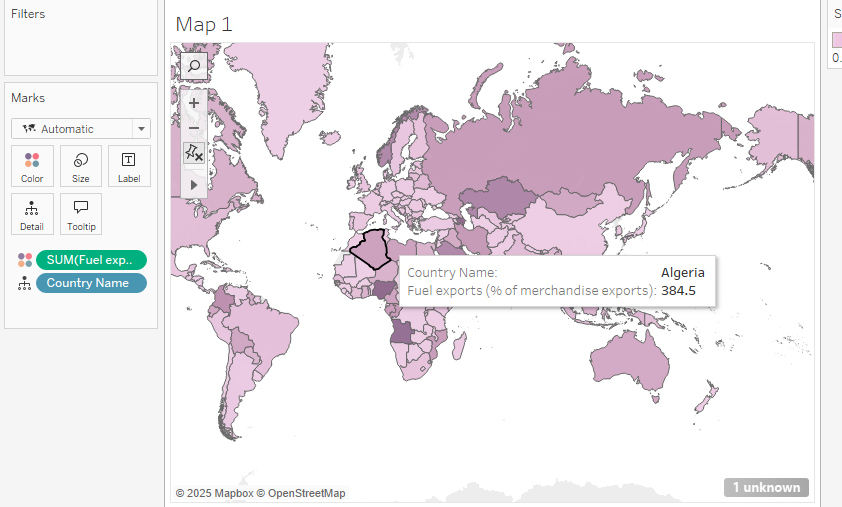 Filters
Marks
Automatic
Color
Size
Label
Detail
Tooltip
SUM(Fuel exp..
Country Name
Map 1
Country Name: Algeria
Fuel exports (% of merchandise exports): 384.5
© 2025 Mapbox © OpenStreetMap
1 unknown
S
0.